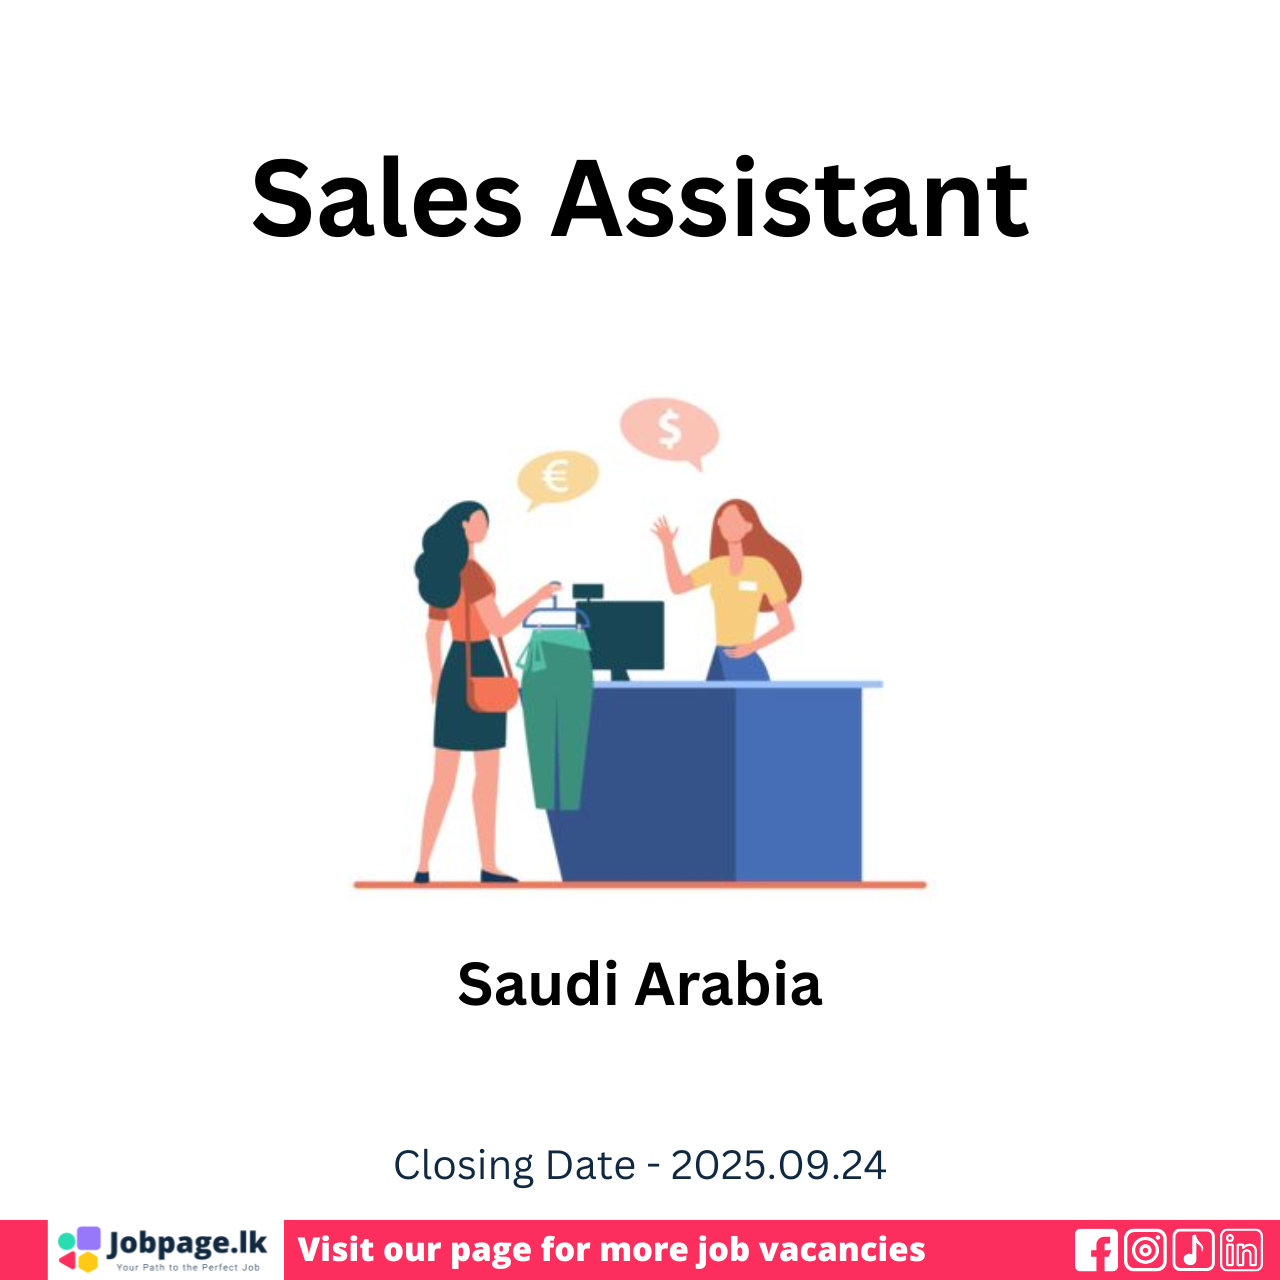 Sales Assistant
€
$
Saudi Arabia
Closing Date - 2025.09.24
Jobpage.lk
Your Path to the Perfect Job
Visit our page for more job vacancies
in